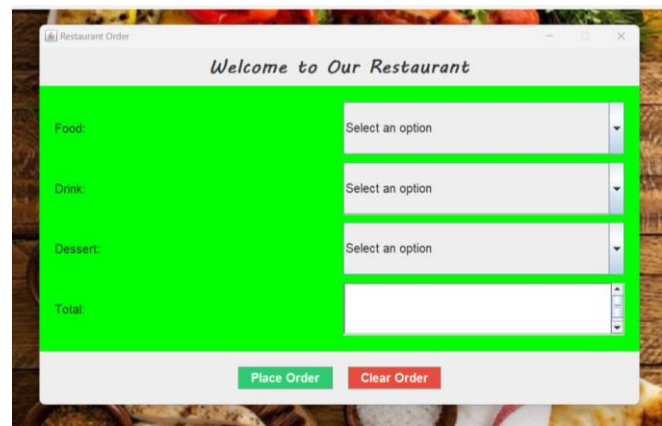 Restaurant Order
Welcome to Our Restaurant
Food:
Select an option
Drink:
Select an option
Dessert:
Select an option
Total:
Place Order
Clear Order